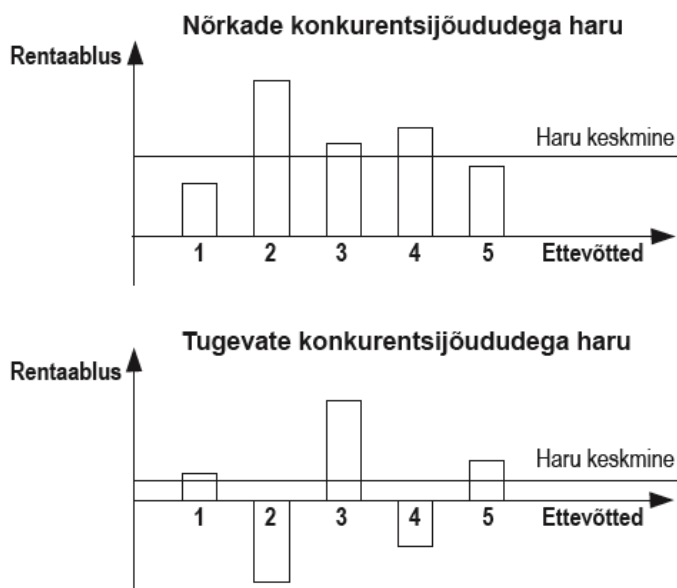 Nõrkade konkurentsijõududega haru
Rentaablus
Haru keskmine
1 2 3 4 5 Ettevõtted
Tugevate konkurentsijõududega haru
Rentaablus
Haru keskmine
1 2 3 4 5 Ettevõtted